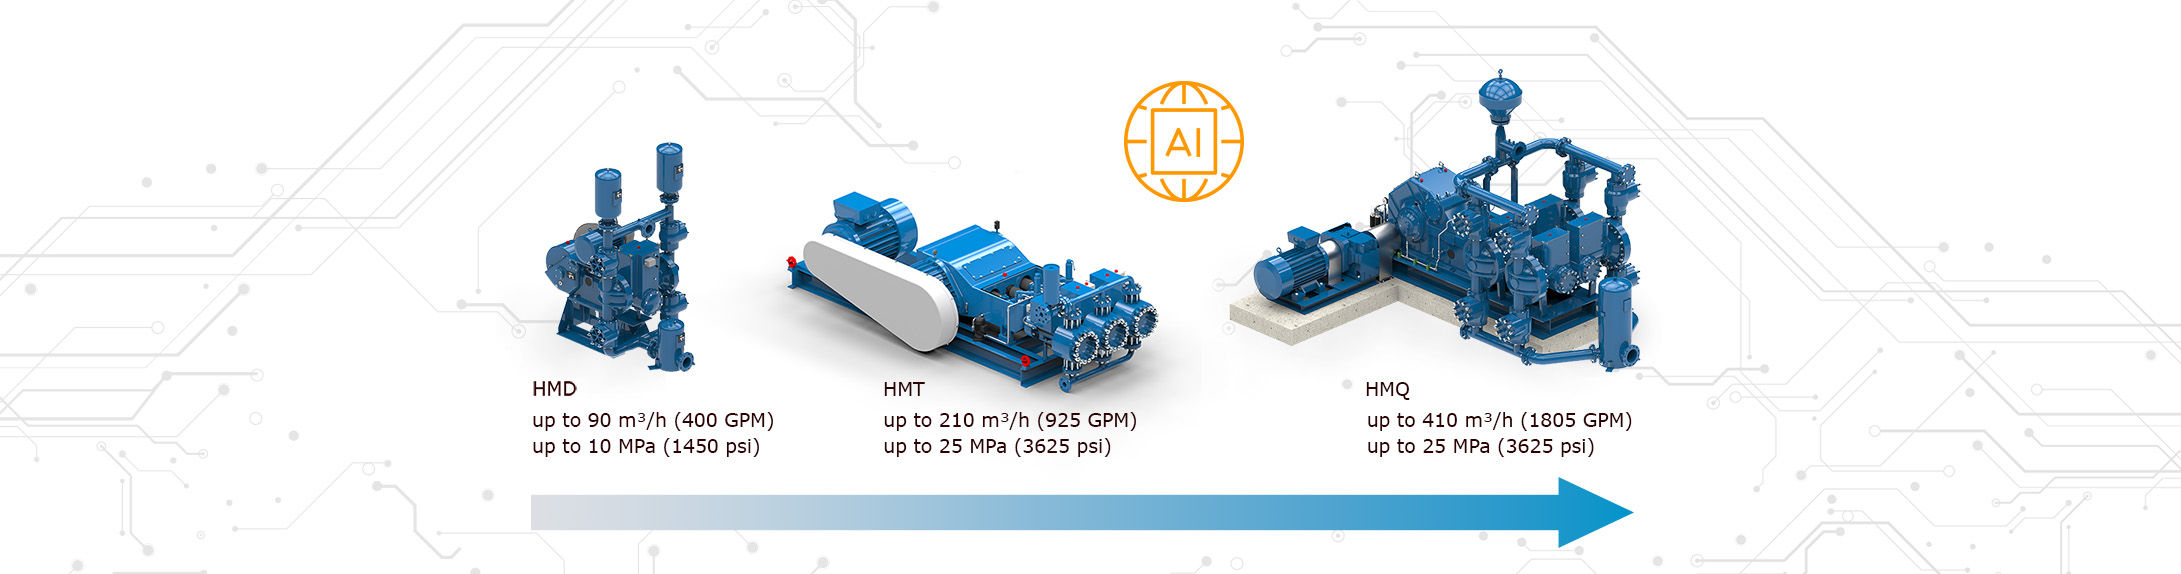 AI
HMD
up to 90 m³/h (400 GPM)
up to 10 MPa (1450 psi)
HMT
up to 210 m³/h (925 GPM)
up to 25 MPa (3625 psi)
HMQ
up to 410 m³/h (1805 GPM)
up to 25 MPa (3625 psi)